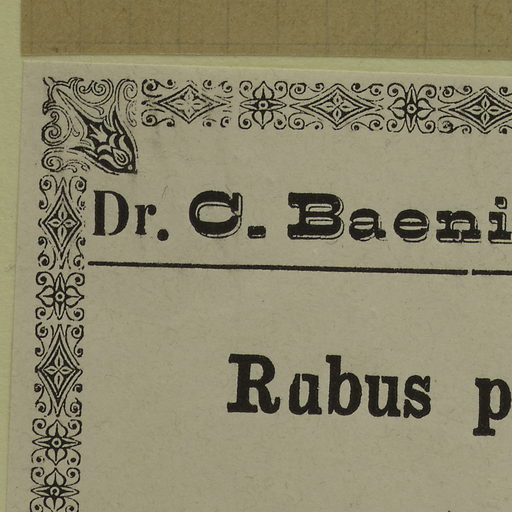 Dr. C. Baeni
Rubus p